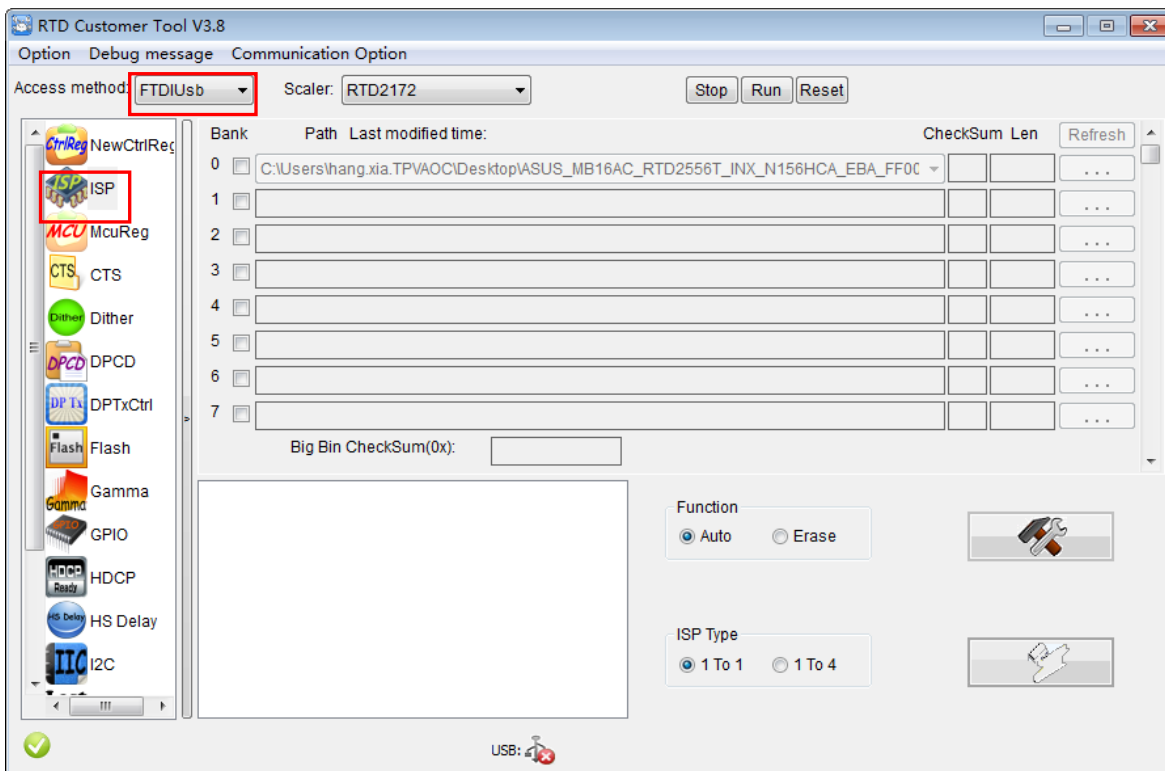 RTD Customer Tool V3.8
Option Debug message Communication Option
Access method: FTDIUsb Scaler: RTD2172 Stop Run Reset
CtrlReg NewCtrlReg
ISP ISP
MCU McuReg
CTS CTS
Dither Dither
DPCD DPCD
DP Tx DPTxCtrl
Flash Flash
Gamma Gamma
GPIO GPIO
HDCP Ready HDCP
HS Delay HS Delay
IIC I2C
Bank Path Last modified time: CheckSum Len Refresh
0 C:\Users\hang.xia.TPVAOC\Desktop\ASUS_MB16AC_RTD2556T_INX_N156HCA_EBA_FF00 ...
1 ...
2 ...
3 ...
4 ...
5 ...
6 ...
7 ...
Big Bin CheckSum(0x):
Function
Auto Erase
ISP Type
1 To 1 1 To 4
USB: